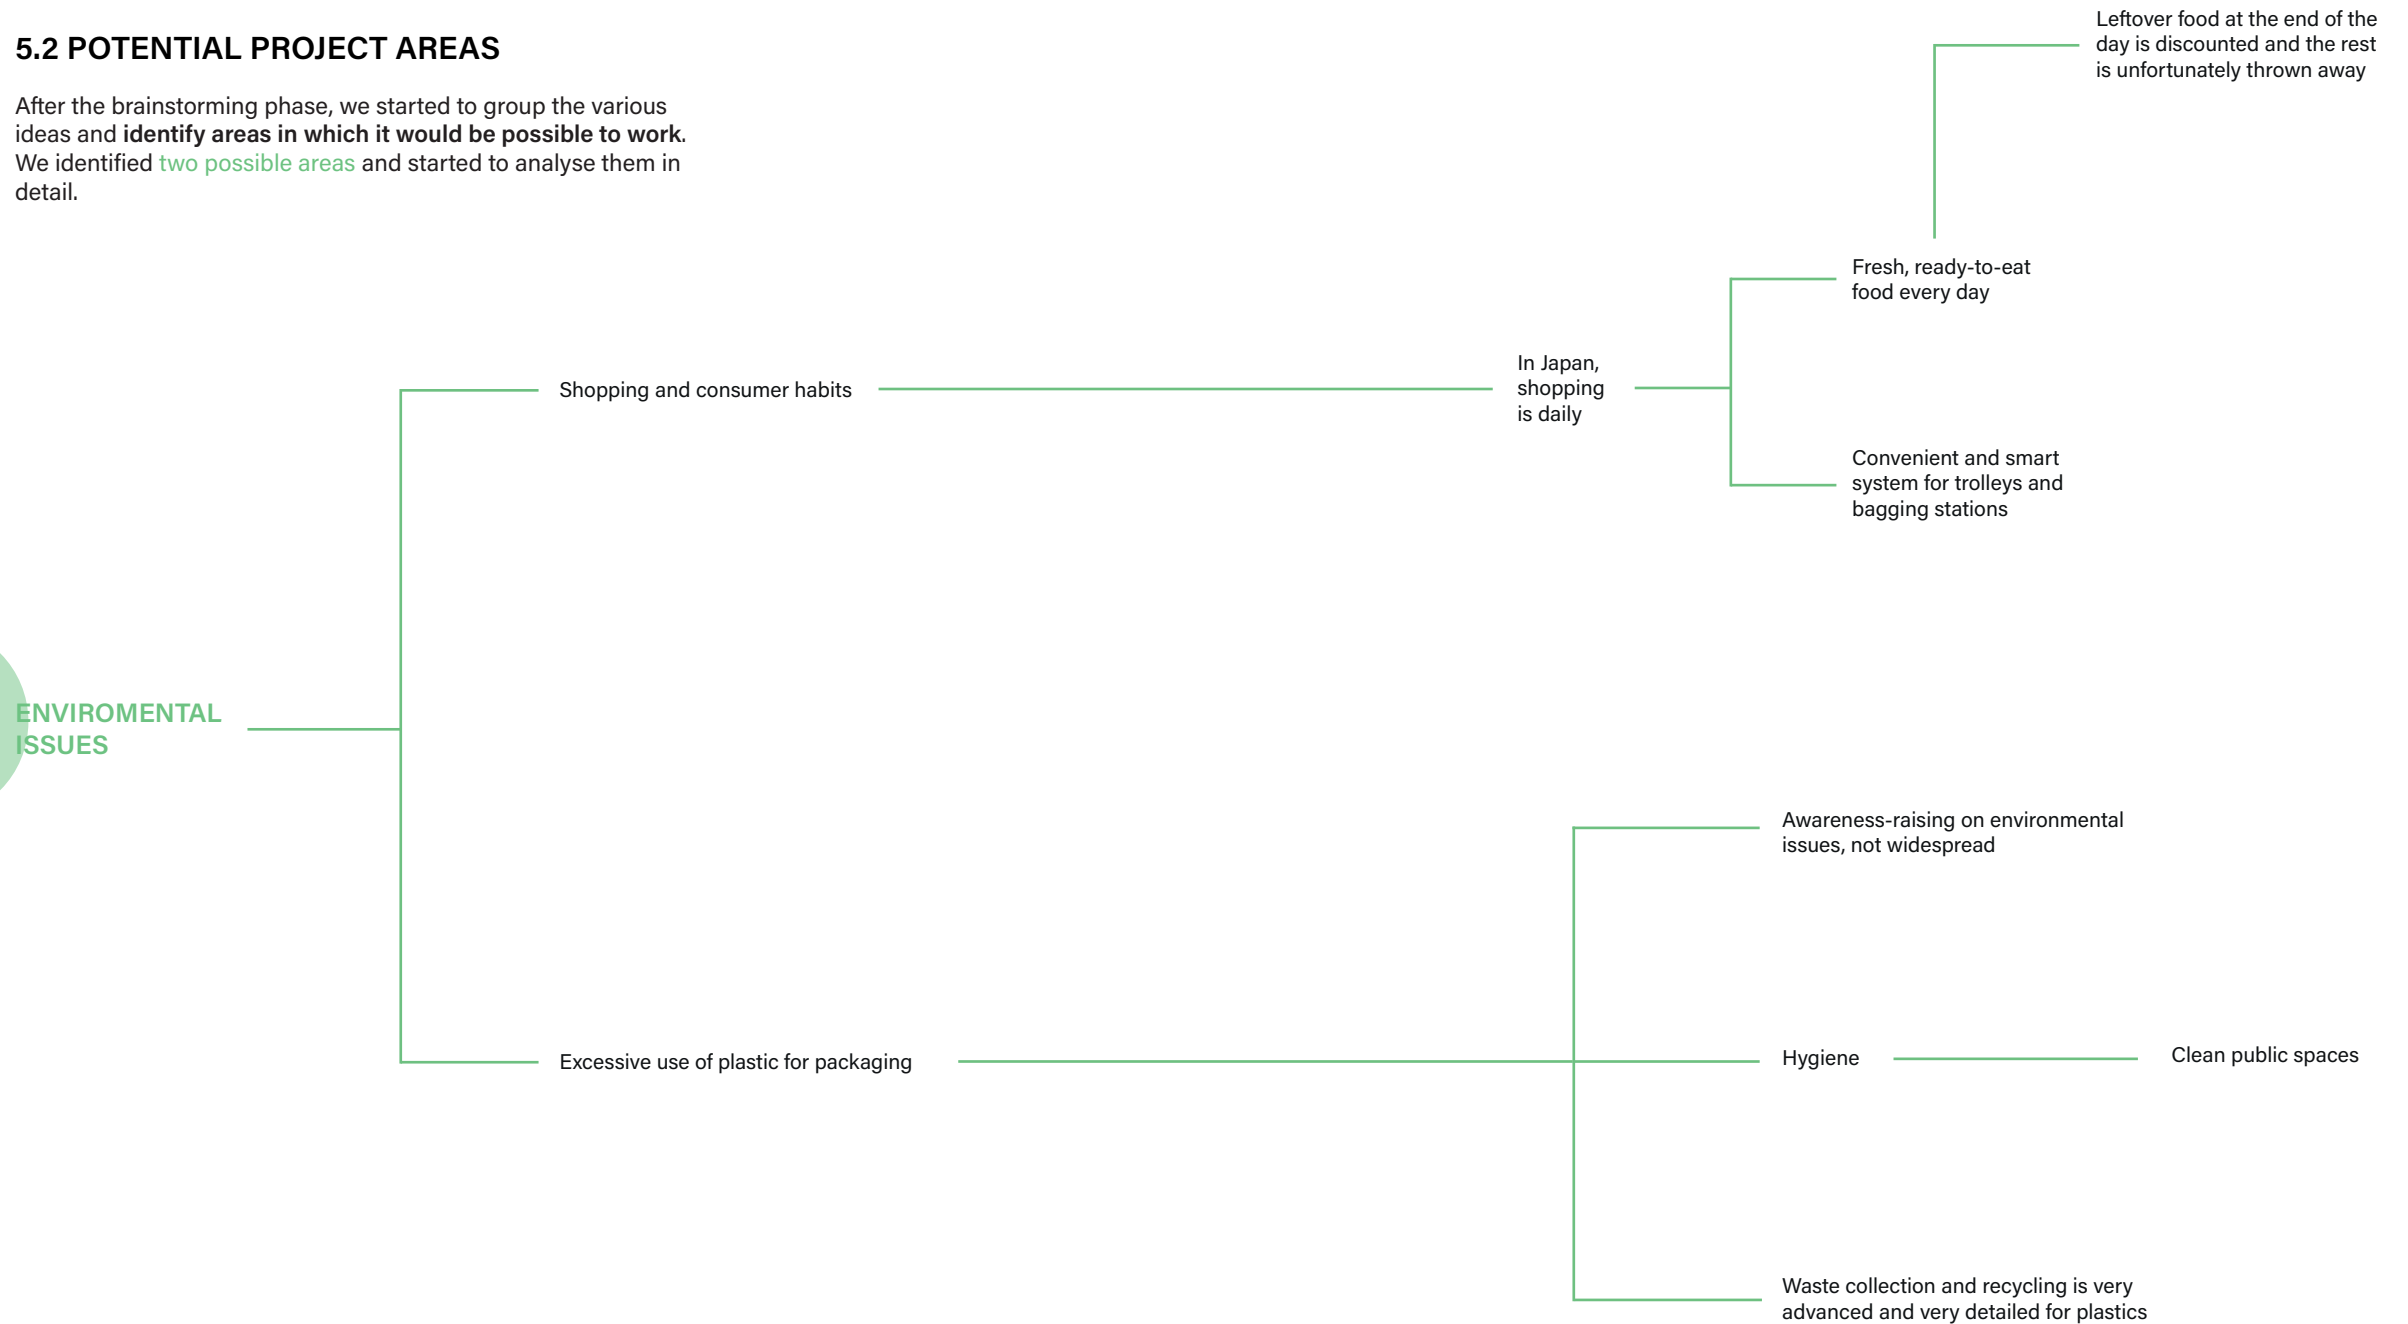 5.2 POTENTIAL PROJECT AREAS
After the brainstorming phase, we started to group the various
ideas and identify areas in which it would be possible to work.
We identified two possible areas and started to analyse them in
detail.
Leftover food at the end of the
day is discounted and the rest
is unfortunately thrown away
Fresh, ready-to-eat
food every day
Shopping and consumer habits
In Japan,
shopping
is daily
Convenient and smart
system for trolleys and
bagging stations
ENVIROMENTAL
ISSUES
Awareness-raising on environmental
issues, not widespread
Excessive use of plastic for packaging
Hygiene
Clean public spaces
Waste collection and recycling is very
advanced and very detailed for plastics